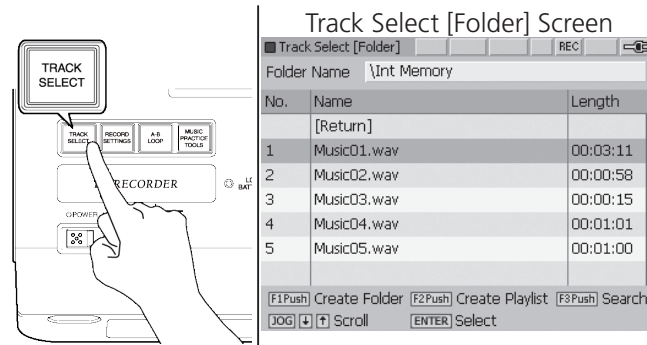 Track Select [Folder] Screen
TRACK
SELECT
TRACK
SELECT
RECORD
SETTINGS
A-B
LOOP
MUSIC
PRACTICE
TOOLS
RECORDER
POWER
Track Select [Folder] REC
Folder Name \Int Memory
No. Name Length
[Return]
1 Music01.wav 00:03:11
2 Music02.wav 00:00:58
3 Music03.wav 00:00:15
4 Music04.wav 00:01:01
5 Music05.wav 00:01:00
F1Push Create Folder F2Push Create Playlist F3Push Search
JOG ↓ ↑ Scroll ENTER Select